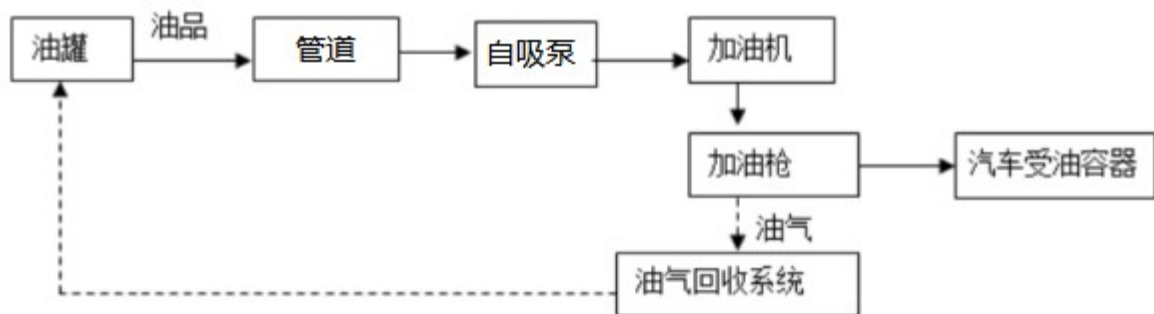 油罐
油品
管道
自吸泵
加油机
加油枪
汽车受油容器
油气
油气回收系统